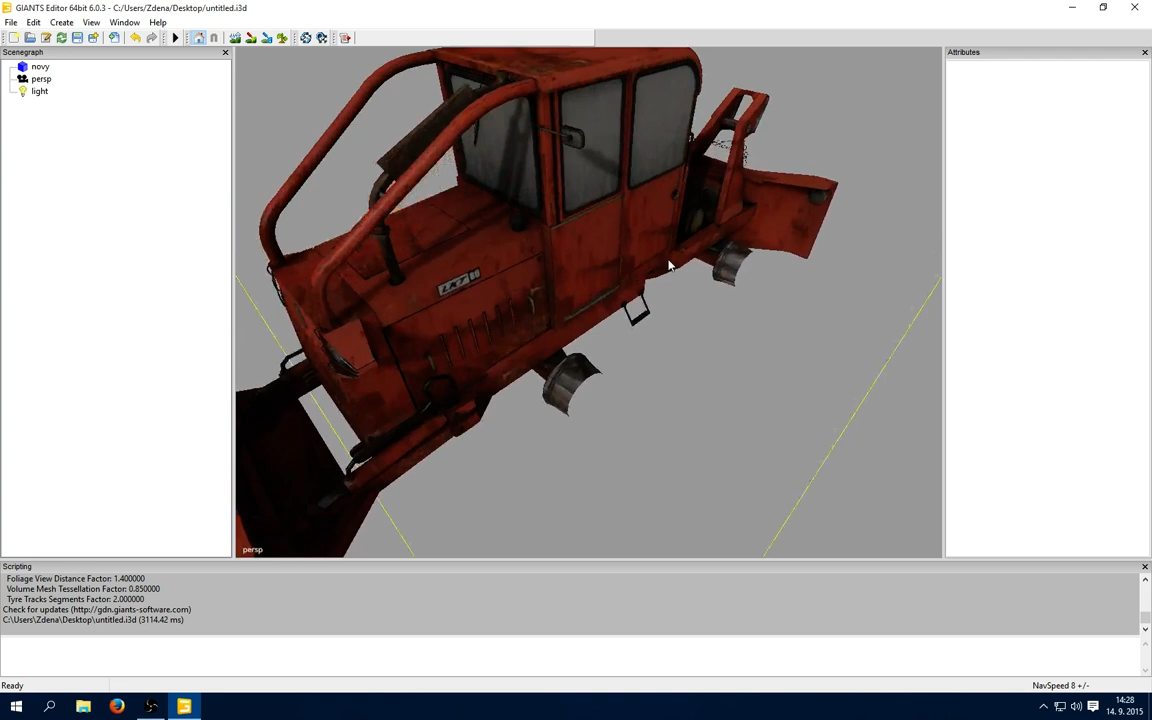 GIANTS Editor 64bit 6.0.3 - C:/Users/Zdena/Desktop/untitled.i3d
File Edit Create View Window Help
Scenegraph
Attributes
novy
persp
light
persp
Scripting
Foliage View Distance Factor: 1.400000
Volume Mesh Tessellation Factor: 0.850000
Tyre Tracks Segments Factor: 2.000000
Check for updates (http://gdn.giants-software.com)
C:\Users\Zdena\Desktop\untitled.i3d (3114.42 ms)
Ready
NavSpeed 8 +/-
14:28
14. 9. 2015